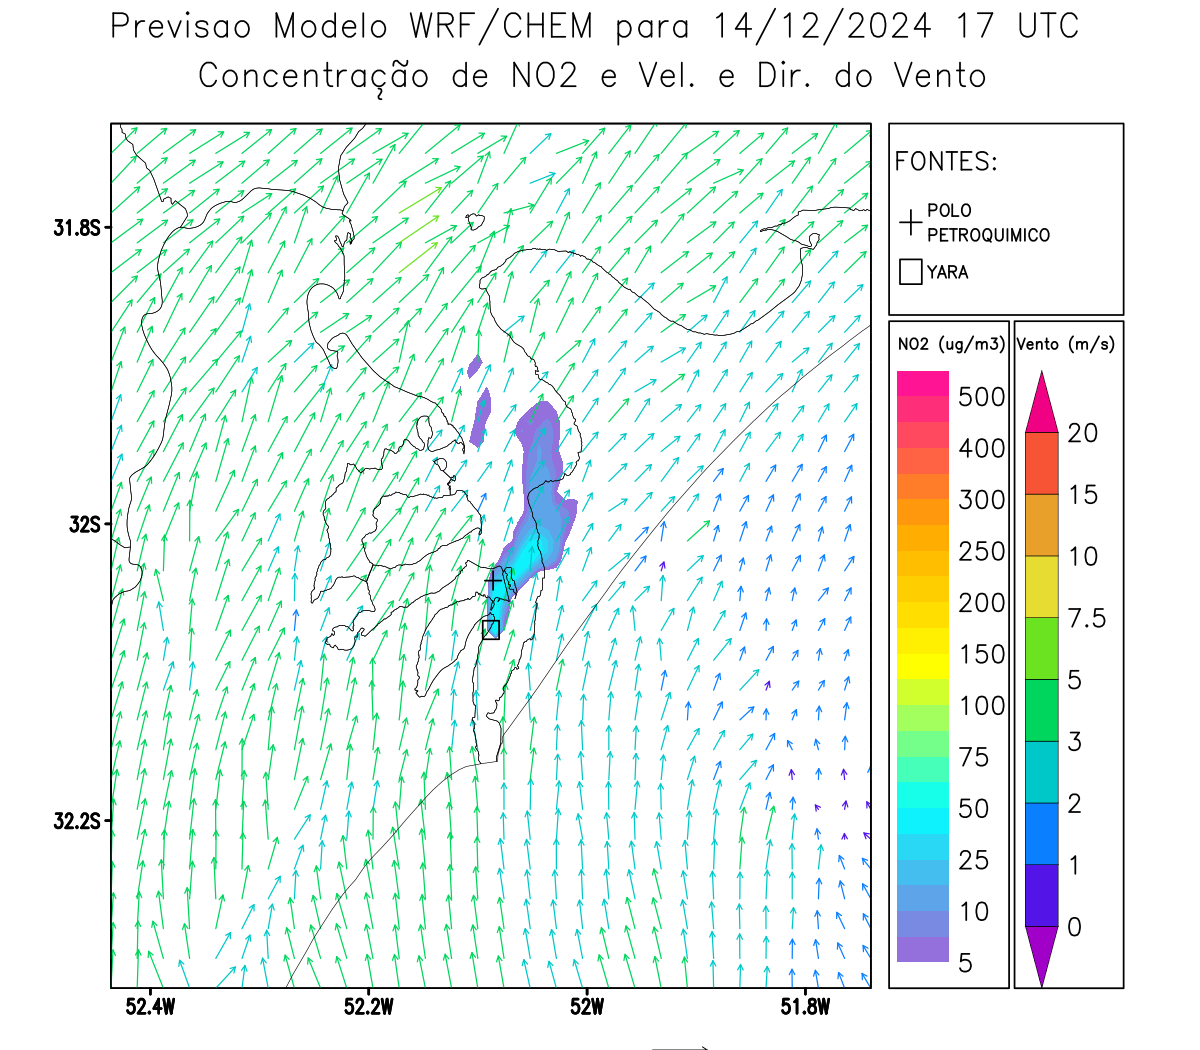 Previsao Modelo WRF/CHEM para 14/12/2024 17 UTC
Concentração de NO2 e Vel. e Dir. do Vento
FONTES:
POLO
PETROQUIMICO
YARA
NO2 (ug/m3)
500
400
300
250
200
150
100
75
50
25
10
5
Vento (m/s)
20
15
10
7.5
5
3
2
1
0
31.8S
32S
32.2S
52.4W
52.2W
52W
51.8W